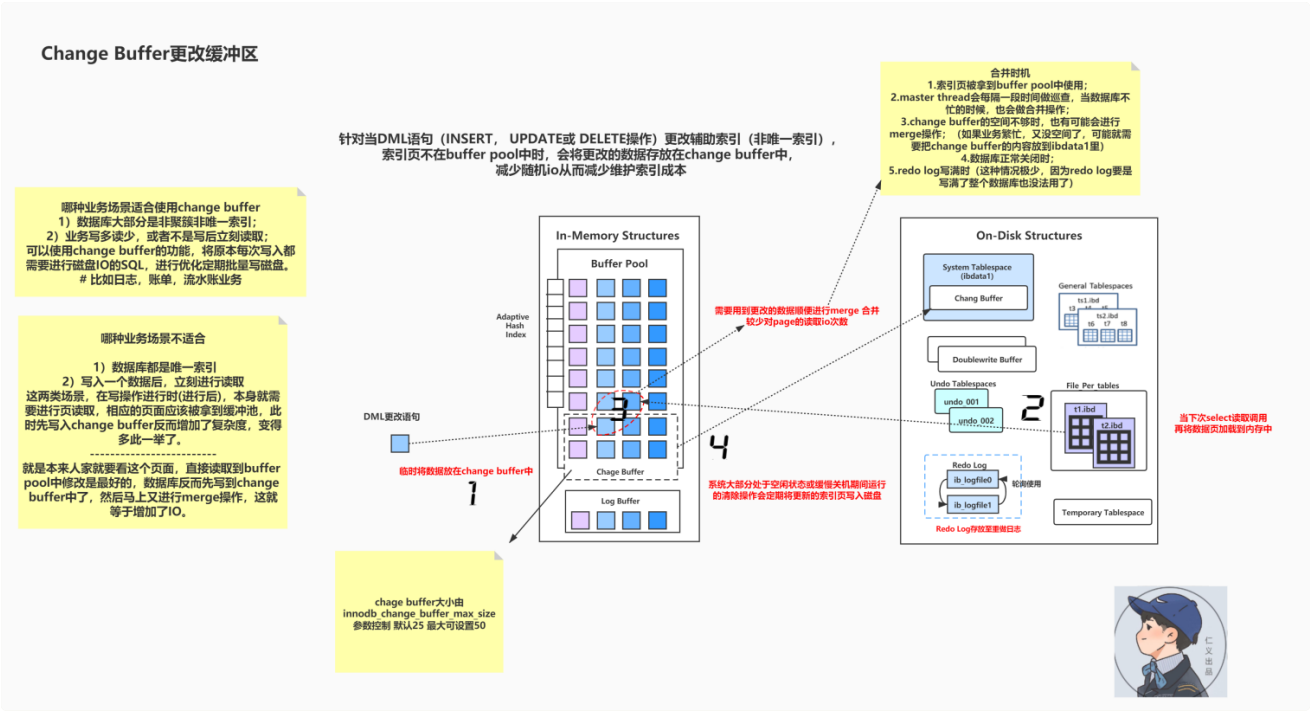 Change Buffer更改缓冲区
针对当DML语句（INSERT， UPDATE或 DELETE操作）更改辅助索引（非唯一索引），
索引页不在buffer pool中时，会将更改的数据存放在change buffer中，
减少随机io从而减少维护索引成本
合并时机
1.索引页被拿到buffer pool中使用；
2.master thread会每隔一段时间做巡查，当数据库不
忙的时候，也会做合并操作；
3.change buffer的空间不够时，也有可能会进行
merge操作；（如果业务繁忙，又没空间了，可能就需
要把change buffer的内容放到ibdata1里）
4.数据库正常关闭时；
5.redo log写满时（这种情况极少，因为redo log要是
写满了整个数据库也没法用了）
哪种业务场景适合使用change buffer
1）数据库大部分是非聚簇非唯一索引；
2）业务写多读少，或者不是写后立刻读取；
可以使用change buffer的功能，将原本每次写入都
需要进行磁盘IO的SQL，进行优化定期批量写磁盘。
# 比如日志，账单，流水账业务
哪种业务场景不适合
1）数据库都是唯一索引
2）写入一个数据后，立刻进行读取
这两类场景，在写操作进行时(进行后)，本身就需
要进行页读取，相应的页面应该被拿到缓冲池，此
时先写入change buffer反而增加了复杂度，变得
多此一举了。
-------------------------
就是本来人家就要看这个页面，直接读取到buffer
pool中修改是最好的，数据库反而先写到change
buffer中了，然后马上又进行merge操作，这就
等于增加了IO。
DML更改语句
临时将数据放在change buffer中
1
In-Memory Structures
Buffer Pool
Adaptive
Hash
Index
3
Chage Buffer
Log Buffer
chage buffer大小由
innodb_change_buffer_max_size
参数控制 默认25 最大可设置50
需要用到更改的数据顺便进行merge 合并
较少对page的读取io次数
4
系统大部分处于空闲状态或缓慢关机期间运行
的清除操作会定期将更新的索引页写入磁盘
On-Disk Structures
System Tablespace
(ibdata1)
Chang Buffer
General Tablespaces
ts1.ibd
t3
ts2.ibd
t6 t7 t8
Doublewrite Buffer
Undo Tablespaces
undo_001
undo_002
2
File_Per_tables
t1.ibd
t2.ibd
当下次select读取调用
再将数据页加载到内存中
Redo Log
ib_logfile0
ib_logfile1
轮询使用
Redo Log存放至重做日志
Temporary Tablespace
仁文出品